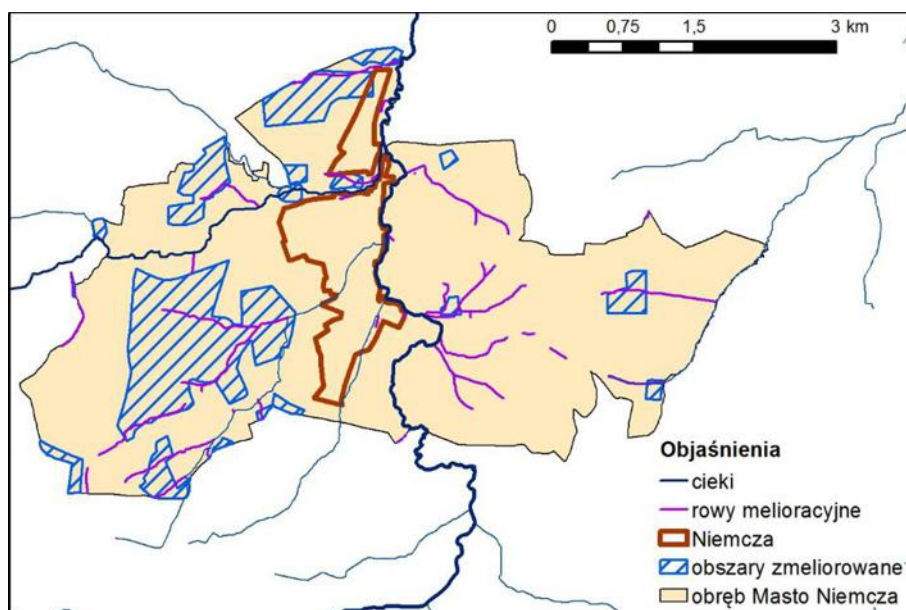 0 0,75 1,5 3 km
Objaśnienia
cieki
rowy melioracyjne
Niemcza
obszary zmeliorowane
obręb Masto Niemcza